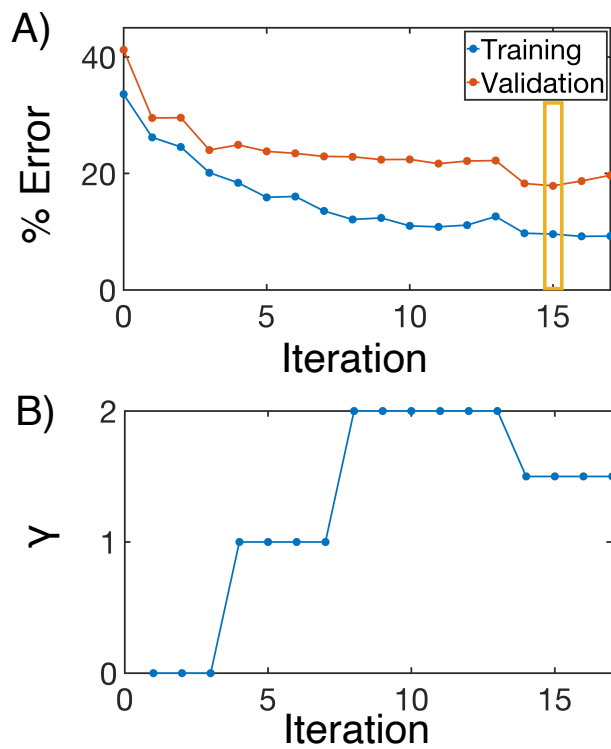 A)
40
20
0
% Error
Training
Validation
0 5 10 15
Iteration
B)
2
1
0
γ
0 5 10 15
Iteration